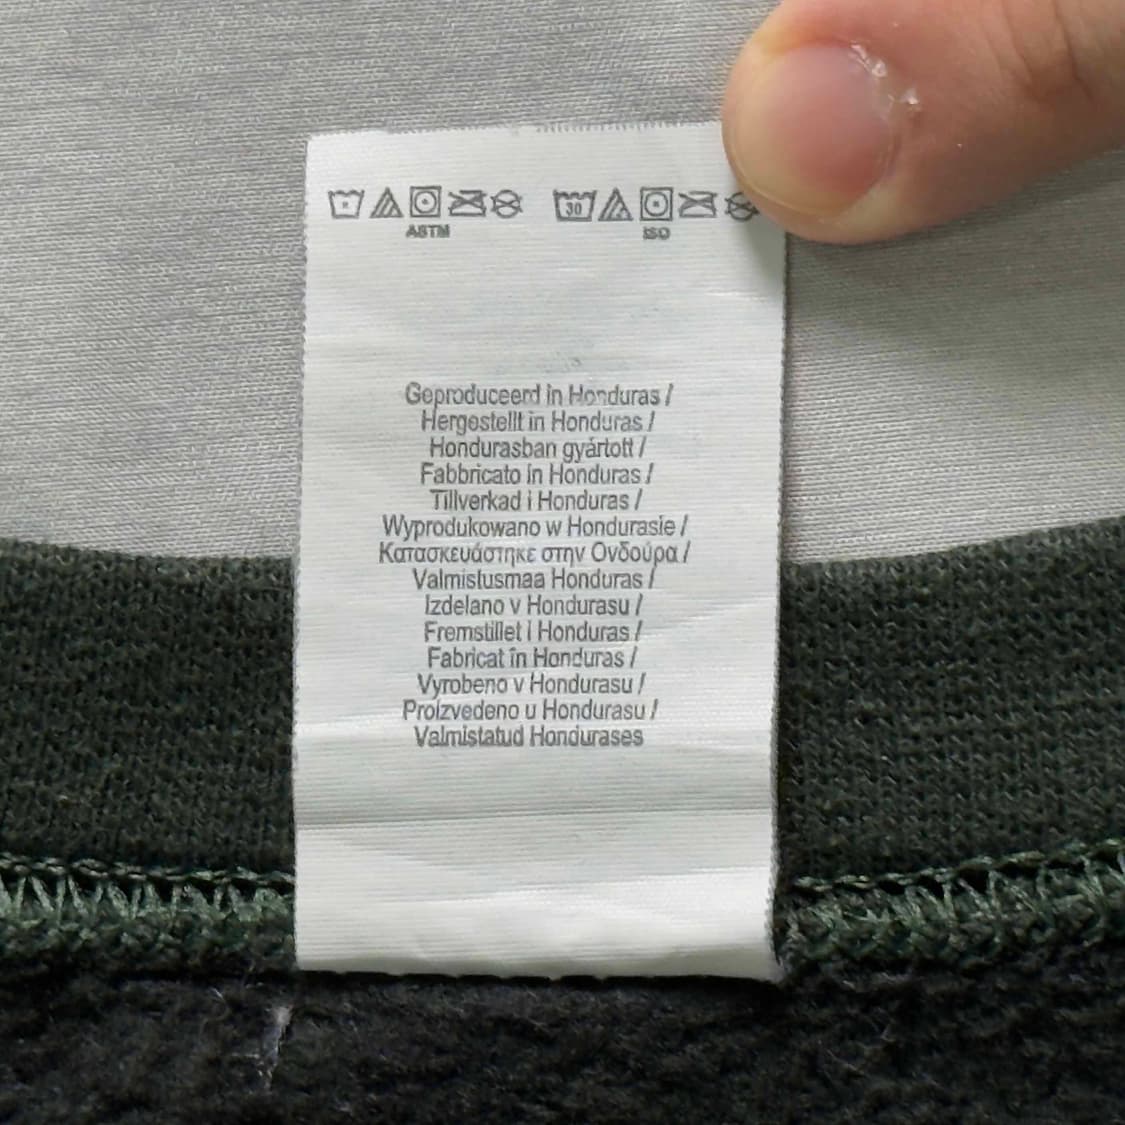 30
ASTM ISO
Geproduceerd in Honduras /
Hergestellt in Honduras /
Hondurasban gyártott /
Fabbricato in Honduras /
Tillverkad i Honduras /
Wyprodukowano w Hondurasie /
Κατασκευάστηκε στην Ονδούρα /
Valmistusmaa Honduras /
Izdelano v Hondurasu /
Fremstillet i Honduras /
Fabricat în Honduras /
Vyrobeno v Hondurasu /
Proizvedeno u Hondurasu /
Valmistatud Hondurases